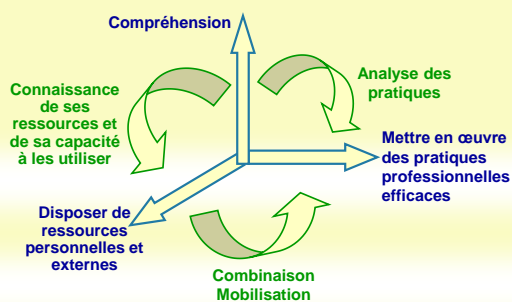 Compréhension
Analyse des
pratiques
Connaissance
de ses
ressources et
de sa capacité
à les utiliser
Mettre en œuvre
des pratiques
professionnelles
efficaces
Disposer de
ressources
personnelles et
externes
Combinaison
Mobilisation